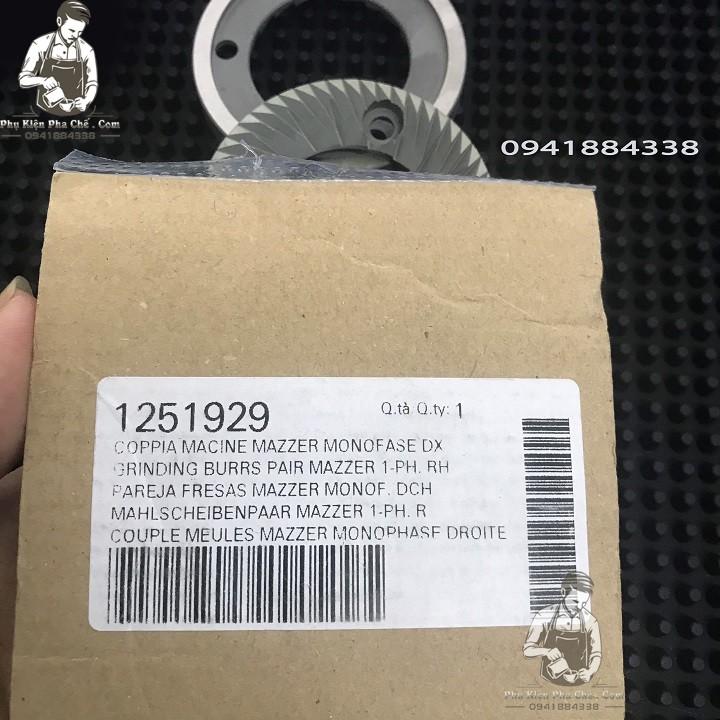 Phụ Kiện Pha Chế . Com
0941884338
0941884338
1251929
Q.tà Q.ty: 1
COPPIA MACINE MAZZER MONOFASE DX
GRINDING BURRS PAIR MAZZER 1-PH. RH
PAREJA FRESAS MAZZER MONOF. DCH
MAHLSCHEIBENPAAR MAZZER 1-PH. R
COUPLE MEULES MAZZER MONOPHASE DROITE
Phụ Kiện Pha Chế . Com
0941884338